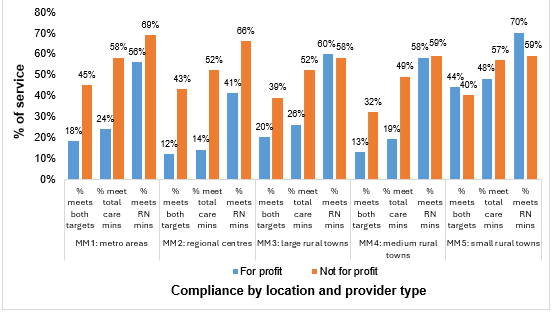 80%
70%
60%
50%
40%
30%
20%
10%
0%
% of service
18% 45% 24% 58% 56% 69% 12% 43% 14% 52% 41% 66% 20% 39% 26% 52% 60% 58% 13% 32% 19% 49% 58% 59% 44% 40% 48% 57% 70% 59%
% % meet % % % meet % % % meet % % % meet % % % meet %
meets total meets meets total meets meets total meets meets total meets meets total meets
both care RN both care RN both care RN both care RN both care RN
targets mins mins targets mins mins targets mins mins targets mins mins targets mins mins
MM1: metro areas MM2: regional centres MM3: large rural towns MM4: medium rural MM5: small rural towns
towns
For profit Not for profit
Compliance by location and provider type